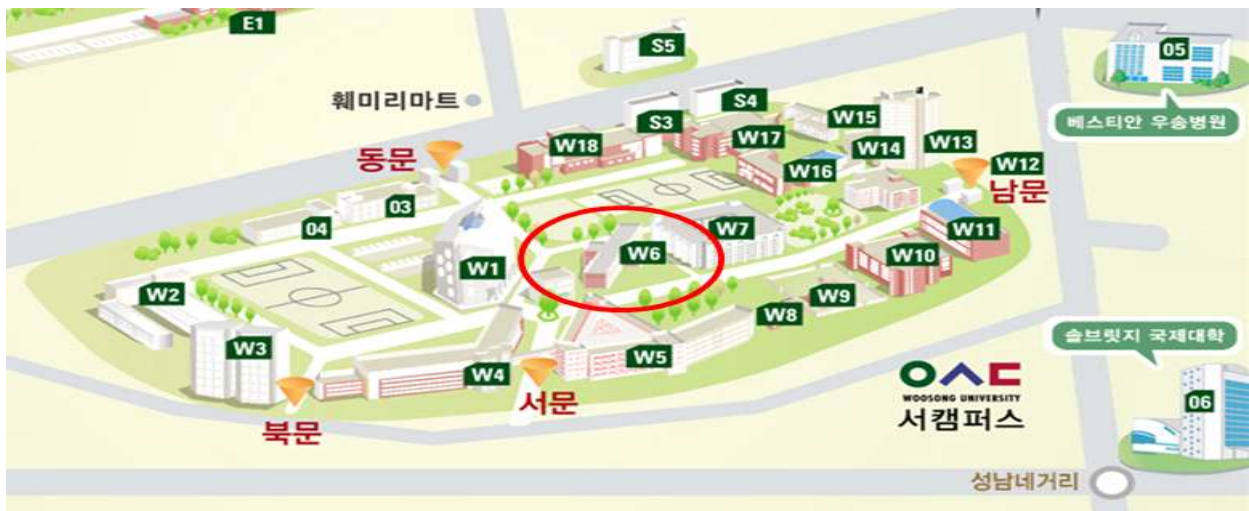 E1
S5
05
훼미리마트
베스티안 우송병원
S4
S3
W15
W17
W18
W13
W14
동문
W12
W16
남문
03
04
W7
W11
W6
W10
W1
W2
W9
W8
솔브릿지 국제대학
W3
W5
W4
WOOSONG UNIVERSITY
서캠퍼스
06
서문
북문
성남네거리